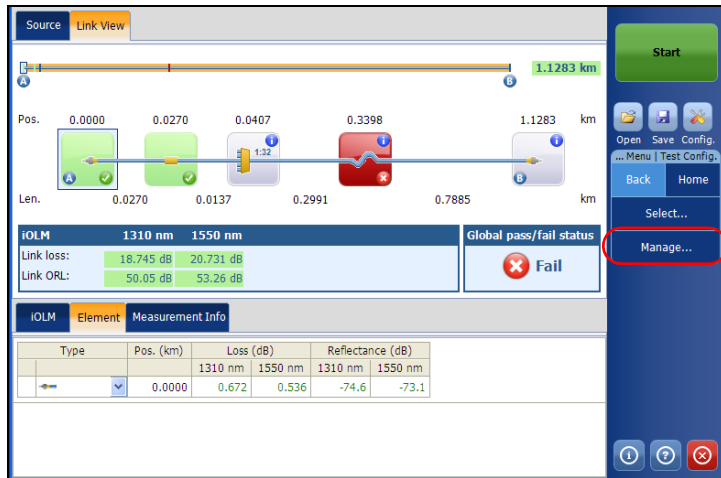 Source Link View
Start
1.1283 km
A B
Pos. 0.0000 0.0270 0.0407 0.3398 1.1283 km
1:32
A B
Len. 0.0270 0.0137 0.2991 0.7885 km
Open Save Config.
... Menu | Test Config.
Back Home
Select...
Manage...
iOLM 1310 nm 1550 nm
Link loss: 18.745 dB 20.731 dB
Link ORL: 50.05 dB 53.26 dB
Global pass/fail status
Fail
iOLM Element Measurement Info
Type Pos. (km) Loss (dB) Reflectance (dB)
1310 nm 1550 nm 1310 nm 1550 nm
0.0000 0.672 0.536 -74.6 -73.1